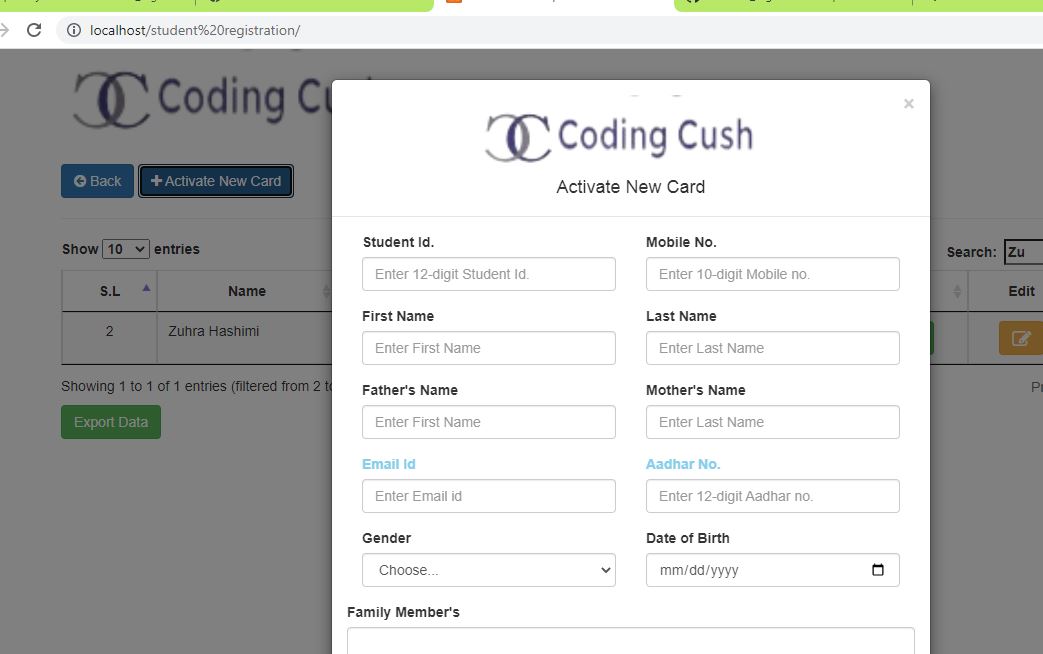 localhost/student%20registration/
Coding Cu
Back
Activate New Card
Show 10 entries
Search: Zu
S.L Name Edit
2 Zuhra Hashimi
Showing 1 to 1 of 1 entries (filtered from 2
Export Data
×
Coding Cush
Activate New Card
Student Id. Mobile No.
Enter 12-digit Student Id. Enter 10-digit Mobile no.
First Name Last Name
Enter First Name Enter Last Name
Father's Name Mother's Name
Enter First Name Enter Last Name
Email Id Aadhar No.
Enter Email id Enter 12-digit Aadhar no.
Gender Date of Birth
Choose... mm/dd/yyyy
Family Member's